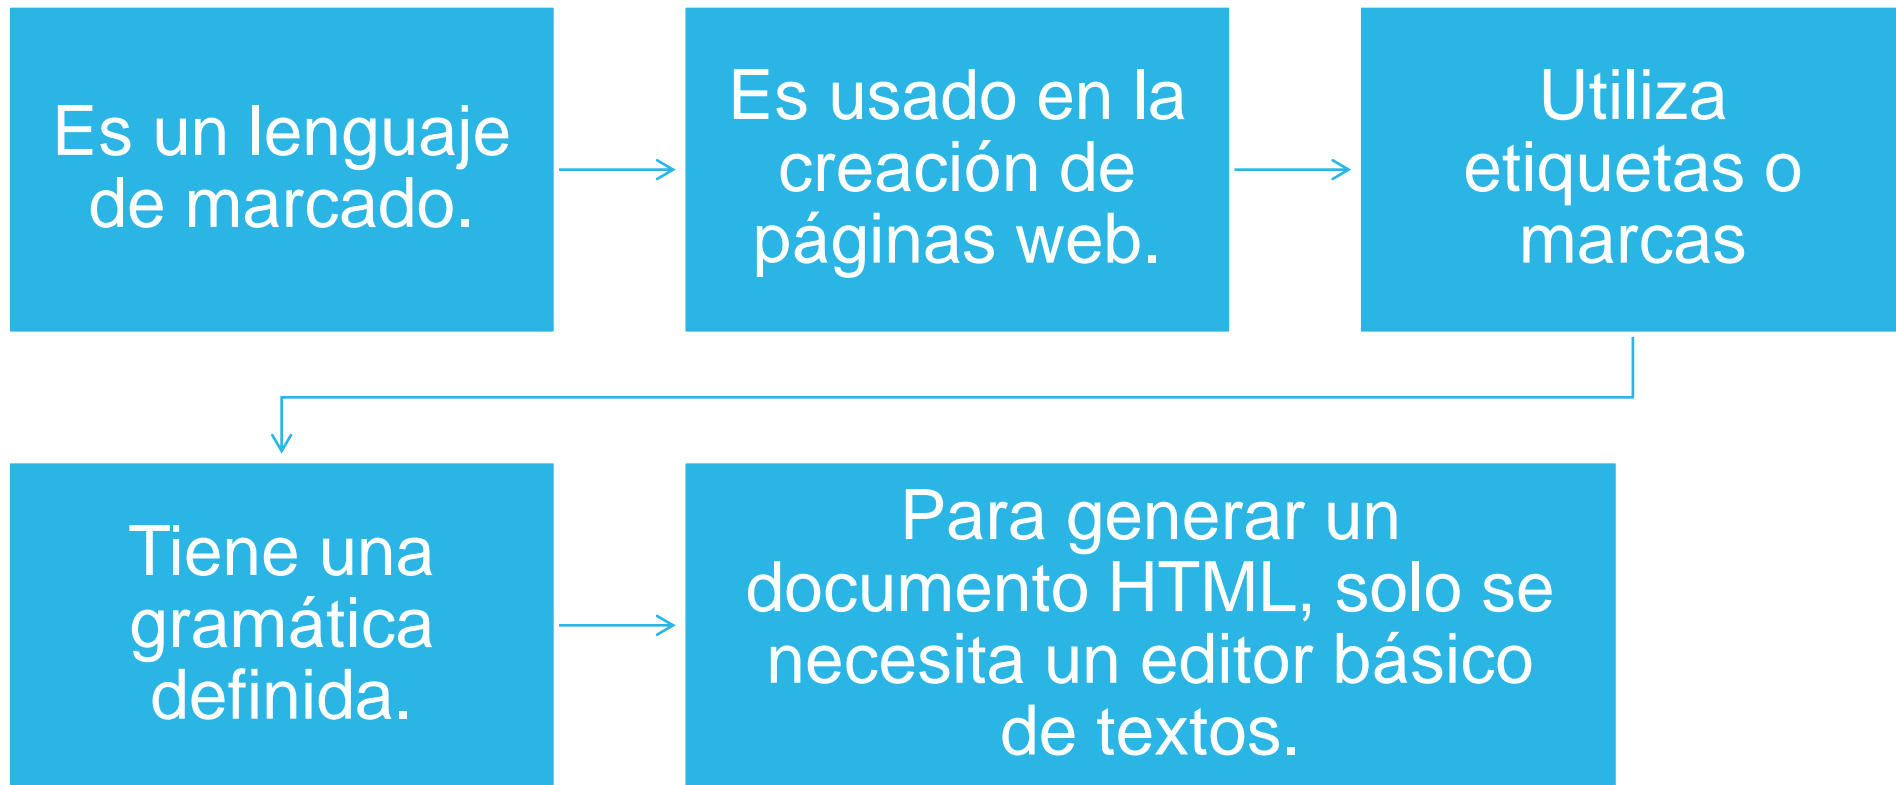 Es un lenguaje
de marcado.
Es usado en la
creación de
páginas web.
Utiliza
etiquetas o
marcas
Tiene una
gramática
definida.
Para generar un
documento HTML, solo se
necesita un editor básico
de textos.